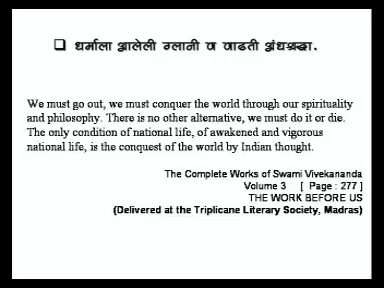 ❑ धर्माला आलेली ग्लानी व वाढती अंधश्रद्धा.
We must go out, we must conquer the world through our spirituality
and philosophy. There is no other alternative, we must do it or die.
The only condition of national life, of awakened and vigorous
national life, is the conquest of the world by Indian thought.
The Complete Works of Swami Vivekananda
Volume 3 [ Page : 277 ]
THE WORK BEFORE US
(Delivered at the Triplicane Literary Society, Madras)